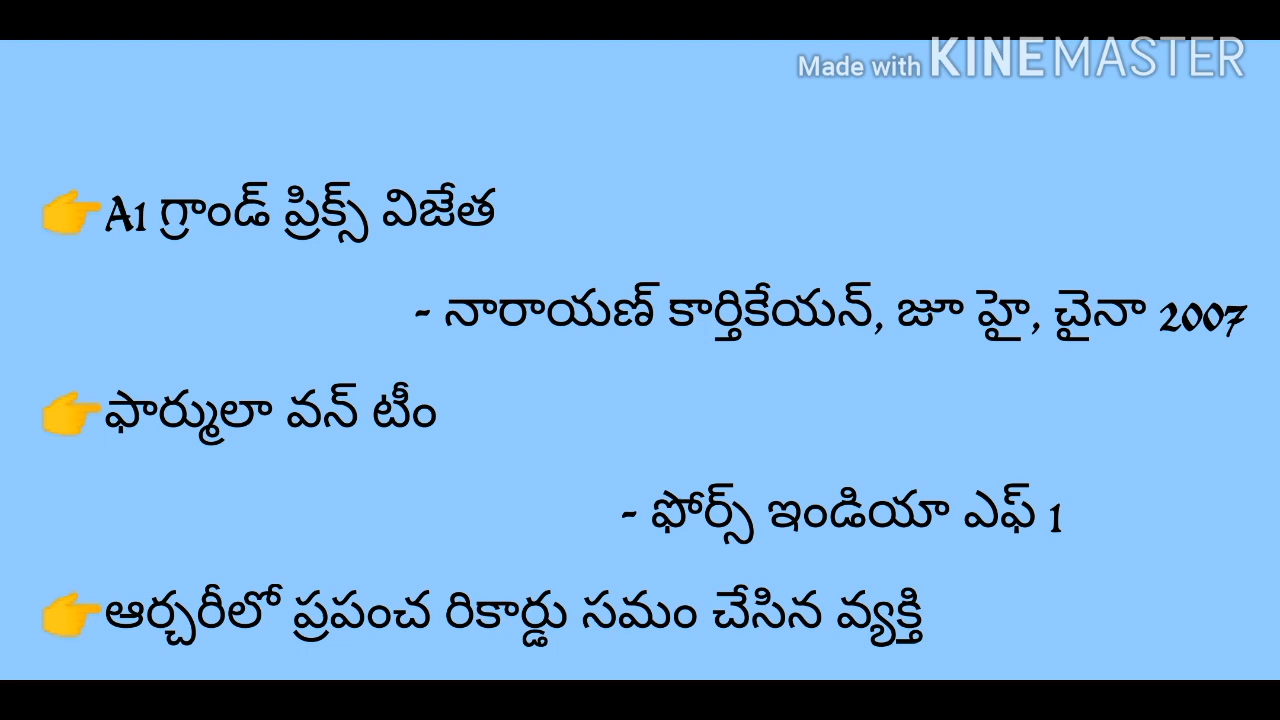 Made with KINEMASTER
👉A1 గ్రాండ్ ప్రిక్స్ విజేత
- నారాయణ్ కార్తికేయన్, జూ హై, చైనా 2007
👉ఫార్ములా వన్ టీం
- ఫోర్స్ ఇండియా ఎఫ్ 1
👉ఆర్చరీలో ప్రపంచ రికార్డు సమం చేసిన వ్యక్తి